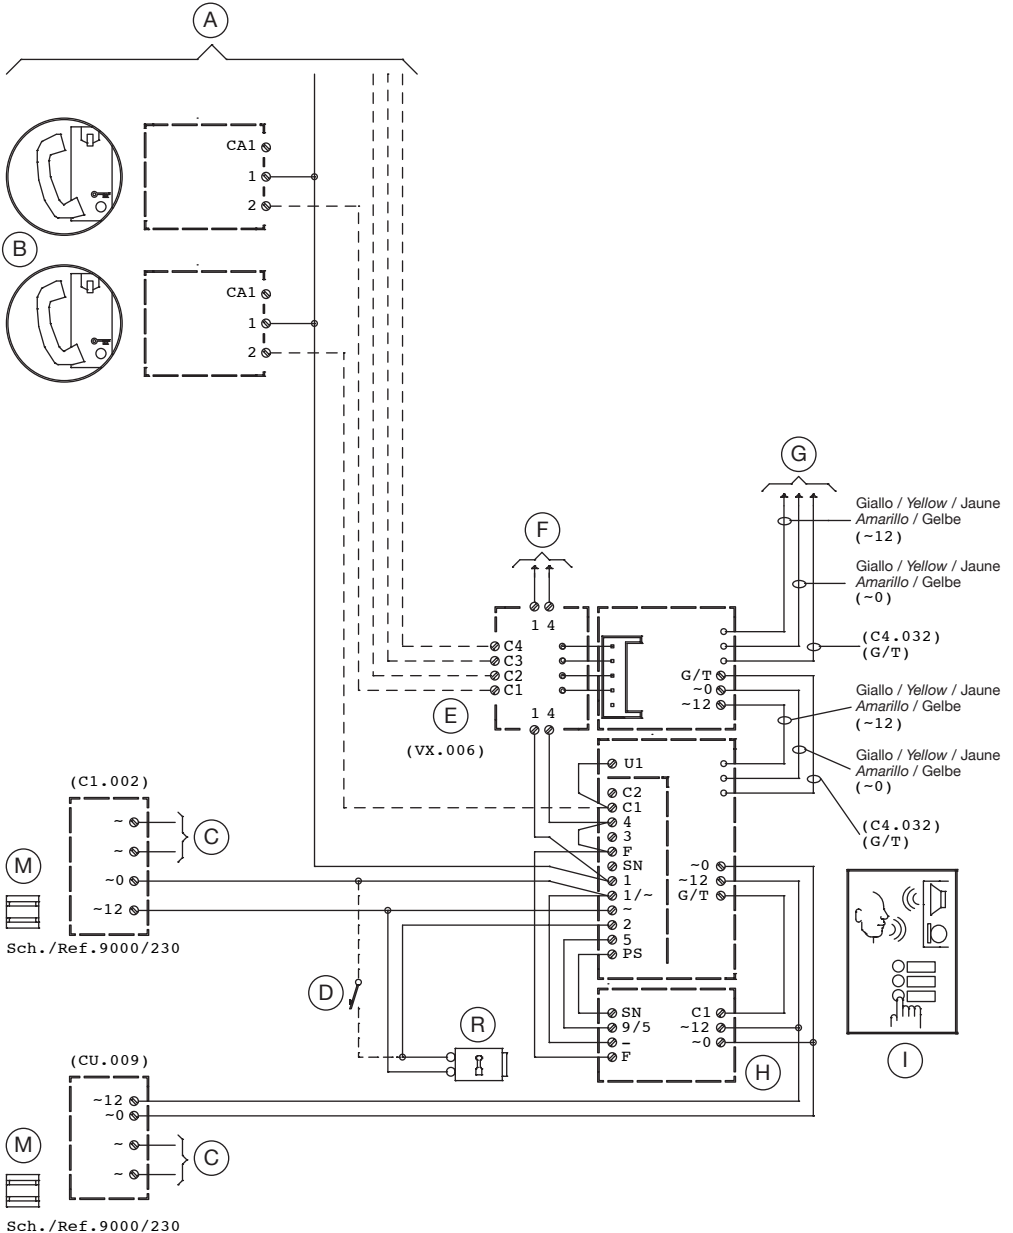 A
CA1
1
2
B
CA1
1
2
G
Giallo / Yellow / Jaune
Amarillo / Gelbe
(~12)
F
Giallo / Yellow / Jaune
Amarillo / Gelbe
(~0)
1 4
(C4.032)
(G/T)
C4
C3
C2
C1
G/T
~0
~12
E
(VX.006)
1 4
Giallo / Yellow / Jaune
Amarillo / Gelbe
(~12)
Giallo / Yellow / Jaune
Amarillo / Gelbe
(~0)
(C4.032)
(G/T)
U1
C2
C1
4
3
F
SN
1
1/~
~
2
5
PS
~0
~12
G/T
(C1.002)
~
~
~0
~12
C
M
Sch./Ref.9000/230
D
R
SN
9/5
–
F
C1
~12
~0
H
I
(CU.009)
~12
~0
~
~
C
M
Sch./Ref.9000/230